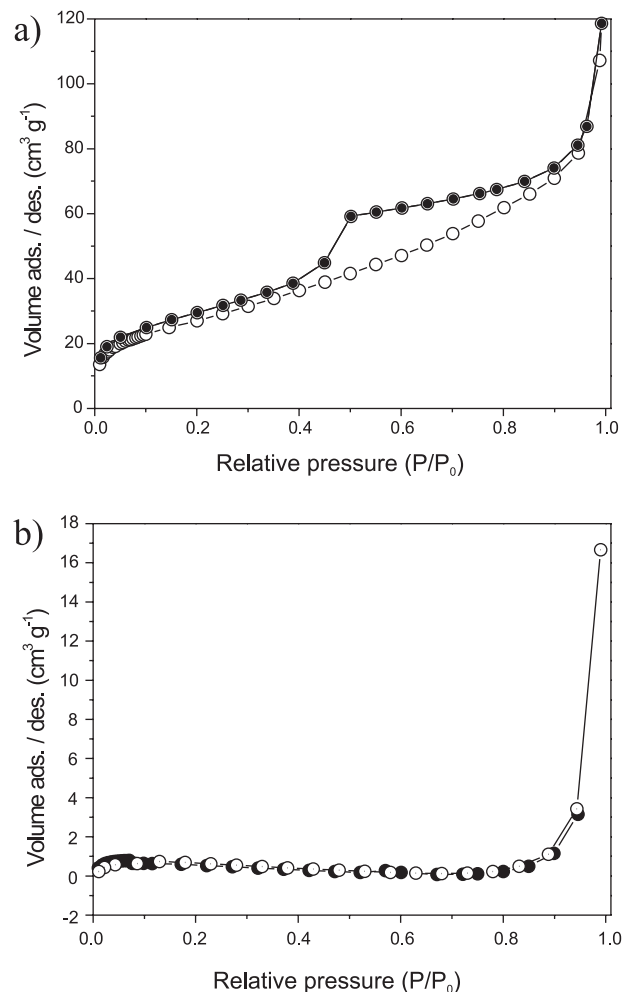 a)
120
100
80
60
40
20
0
Volume ads. / des. (cm³ g⁻¹)
0.0 0.2 0.4 0.6 0.8 1.0
Relative pressure (P/P₀)
b)
18
16
14
12
10
8
6
4
2
0
-2
Volume ads. / des. (cm³ g⁻¹)
0.0 0.2 0.4 0.6 0.8 1.0
Relative pressure (P/P₀)